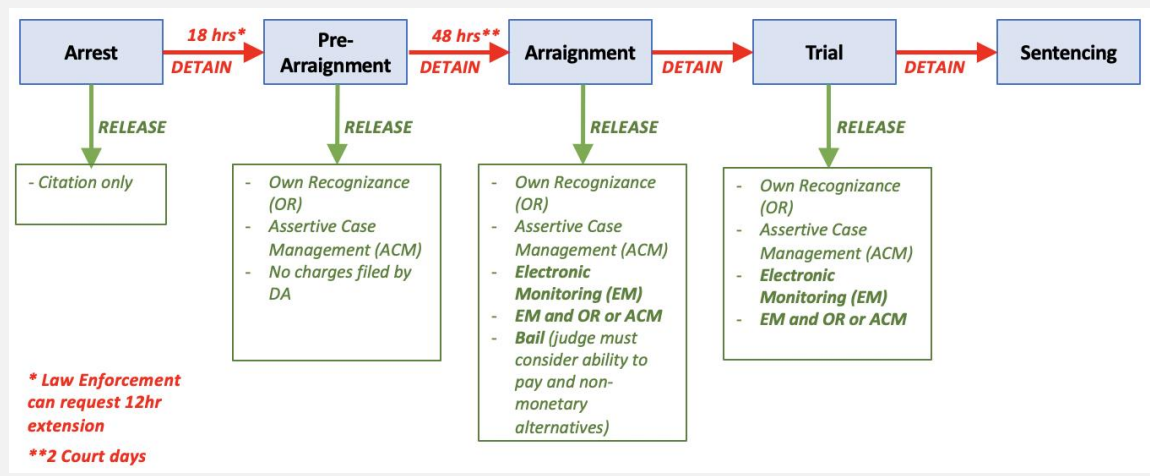 Arrest
18 hrs*
DETAIN
Pre-
Arraignment
48 hrs**
DETAIN
Arraignment
DETAIN
Trial
DETAIN
Sentencing
RELEASE
- Citation only
RELEASE
- Own Recognizance
(OR)
- Assertive Case
Management (ACM)
- No charges filed by
DA
RELEASE
- Own Recognizance
(OR)
- Assertive Case
Management (ACM)
- Electronic
Monitoring (EM)
- EM and OR or ACM
- Bail (judge must
consider ability to
pay and non-
monetary
alternatives)
RELEASE
- Own Recognizance
(OR)
- Assertive Case
Management (ACM)
- Electronic
Monitoring (EM)
- EM and OR or ACM
* Law Enforcement
can request 12hr
extension
**2 Court days